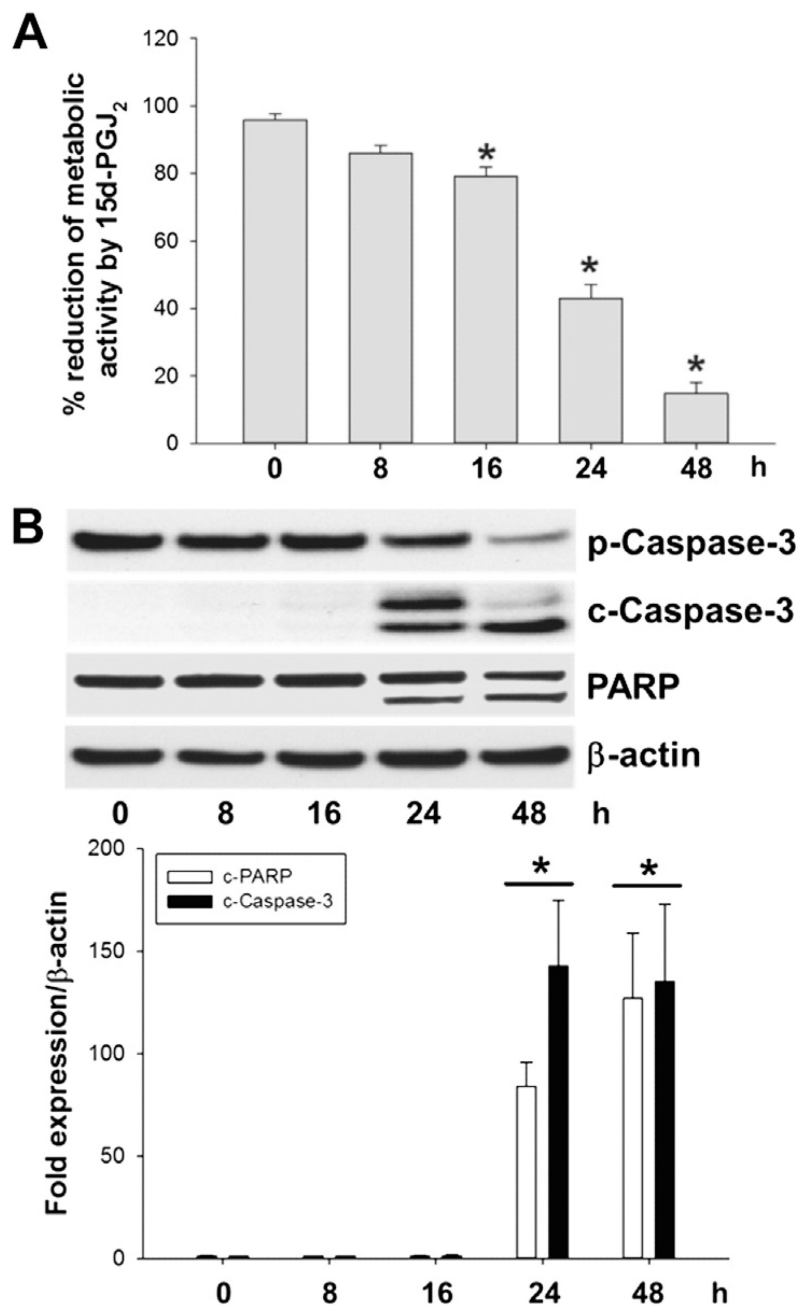 A
% reduction of metabolic
activity by 15d-PGJ₂
120
100
80
60
40
20
0
*
*
*
0 8 16 24 48 h
B
p-Caspase-3
c-Caspase-3
PARP
β-actin
0 8 16 24 48 h
Fold expression/β-actin
200
150
100
50
0
c-PARP
c-Caspase-3
* *
0 8 16 24 48 h